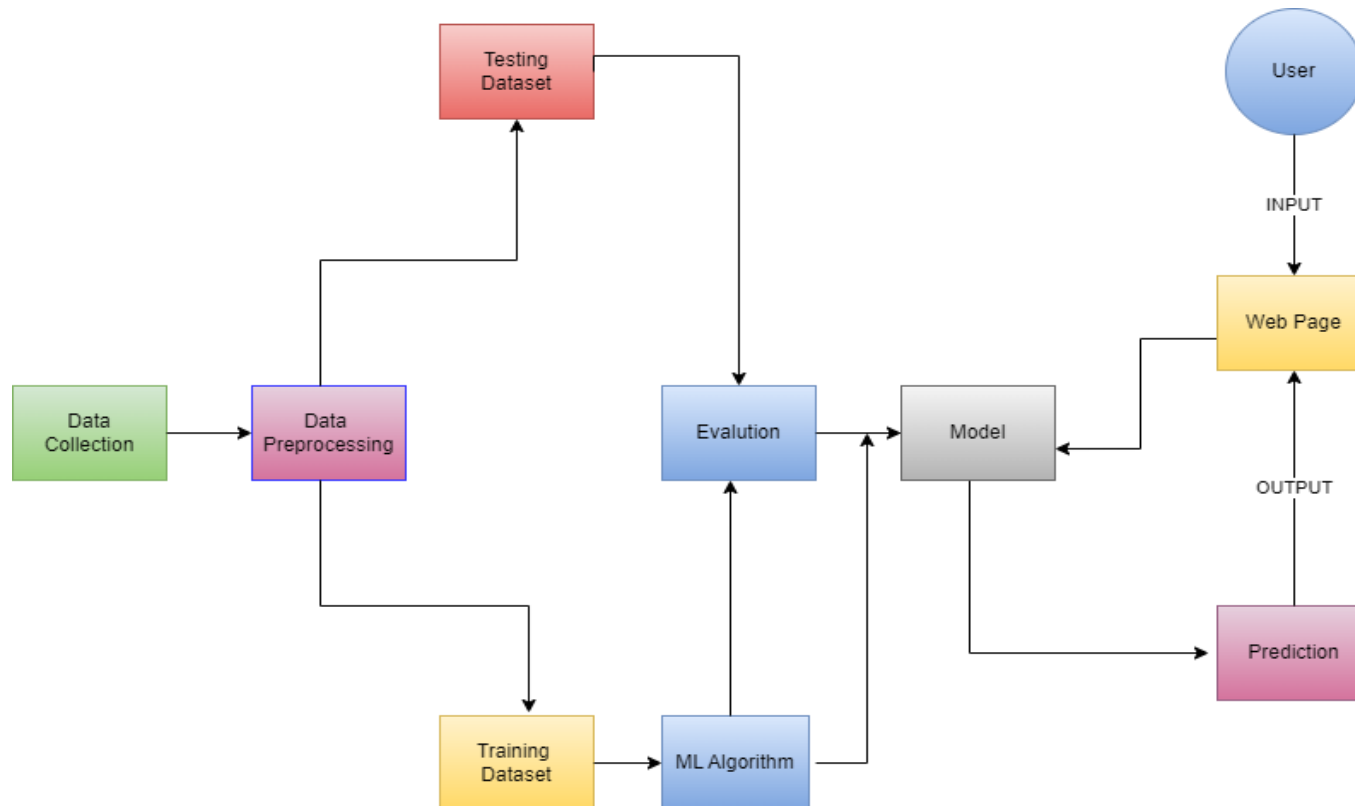 Testing
Dataset
User
INPUT
Web Page
Data
Collection
Data
Preprocessing
Evalution
Model
OUTPUT
Prediction
Training
Dataset
ML Algorithm